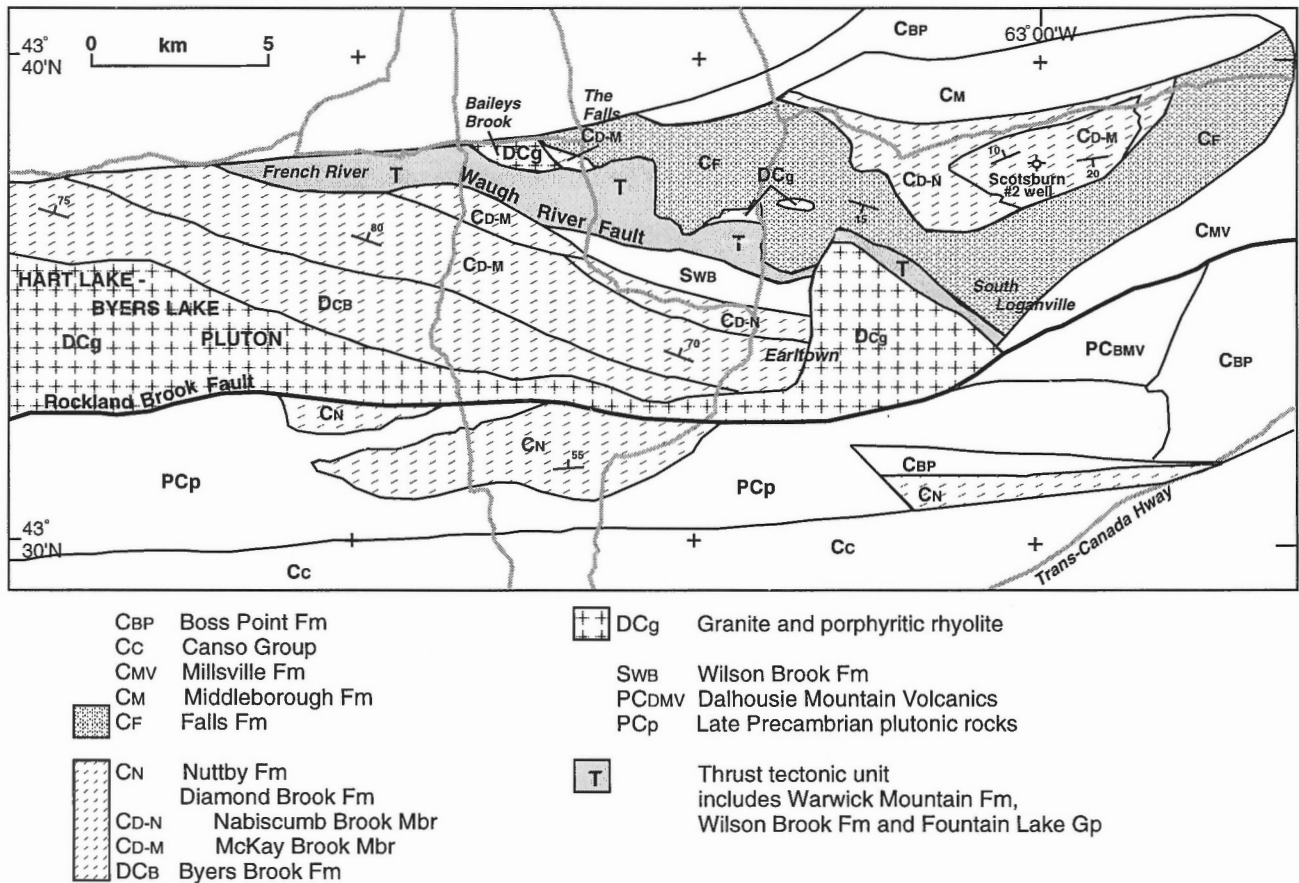 43°
40'N
0 km 5
CBP
63°00'W
Baileys
Brook
The
Falls
CM
DCg
CD-M
CF
CD-M
CF
French River
T
T
DCg
CD-N
10
Scotsburn
#2 well
20
75
Waugh
River
Fault
CD-M
80
15
CMV
T
HART LAKE -
BYERS LAKE
PLUTON
DCg
DCB
CD-M
SWB
T
South
Loganville
CD-N
70
Earltown
DCg
PCBMV
CBP
Rockland Brook Fault
CN
CN
55
CBP
CN
PCp
PCp
43°
30'N
CC
CC
Trans-Canada Hway
CBP Boss Point Fm
CC Canso Group
CMV Millsville Fm
CM Middleborough Fm
CF Falls Fm
CN Nuttby Fm
Diamond Brook Fm
CD-N Nabiscumb Brook Mbr
CD-M McKay Brook Mbr
DCB Byers Brook Fm
DCg Granite and porphyritic rhyolite
SWB Wilson Brook Fm
PCDMV Dalhousie Mountain Volcanics
PCp Late Precambrian plutonic rocks
T Thrust tectonic unit
includes Warwick Mountain Fm,
Wilson Brook Fm and Fountain Lake Gp